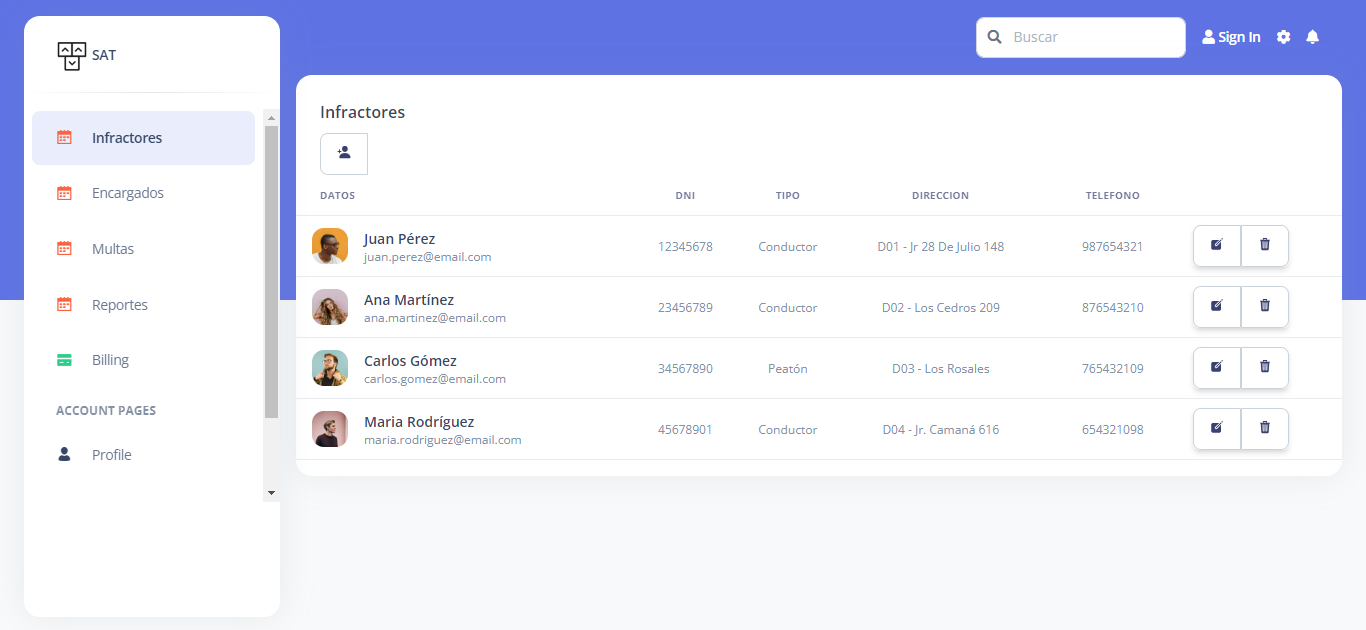 SAT
Buscar
Sign In
Infractores
Encargados
Multas
Reportes
Billing
ACCOUNT PAGES
Profile
Infractores
DATOS DNI TIPO DIRECCION TELEFONO
Juan Pérez
juan.perez@email.com
12345678 Conductor D01 - Jr 28 De Julio 148 987654321
Ana Martínez
ana.martinez@email.com
23456789 Conductor D02 - Los Cedros 209 876543210
Carlos Gómez
carlos.gomez@email.com
34567890 Peatón D03 - Los Rosales 765432109
Maria Rodríguez
maria.rodriguez@email.com
45678901 Conductor D04 - Jr. Camaná 616 654321098